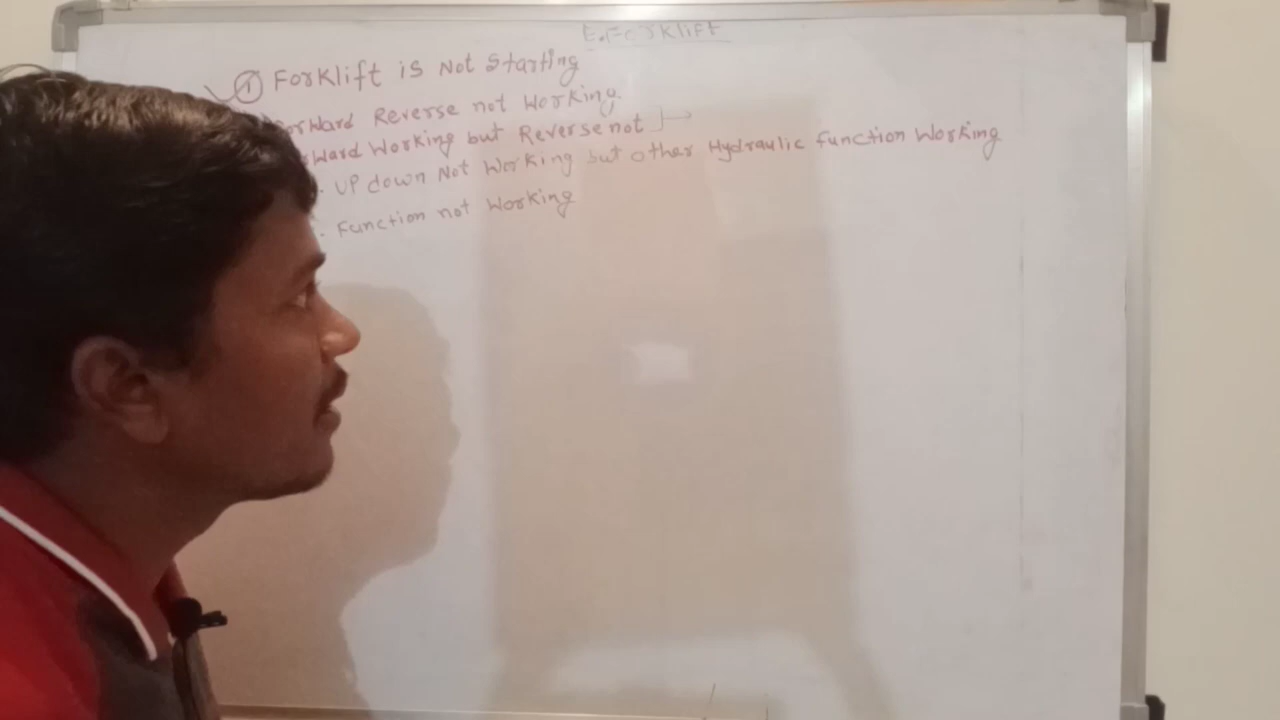 E.Forklift
① Forklift is Not Starting
Forward Reverse not Working.
Working but Reverse not
UP down Not Working but other Hydraulic function Working
Function not Working